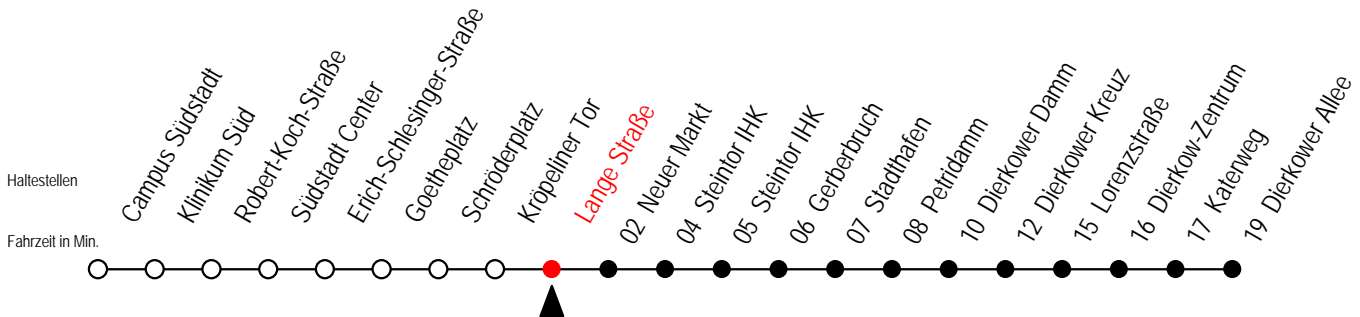 Haltestellen
Fahrzeit in Min.
Campus Südstadt
Klinikum Süd
Robert-Koch-Straße
Südstadt Center
Erich-Schlesinger-Straße
Goetheplatz
Schröderplatz
Kröpeliner Tor
Lange Straße
02 Neuer Markt
04 Steintor IHK
05 Steintor IHK
06 Gerberbruch
07 Stadthafen
08 Petridamm
10 Dierkower Damm
12 Dierkower Kreuz
15 Lorenzstraße
16 Dierkow-Zentrum
17 Katerweg
19 Dierkower Allee